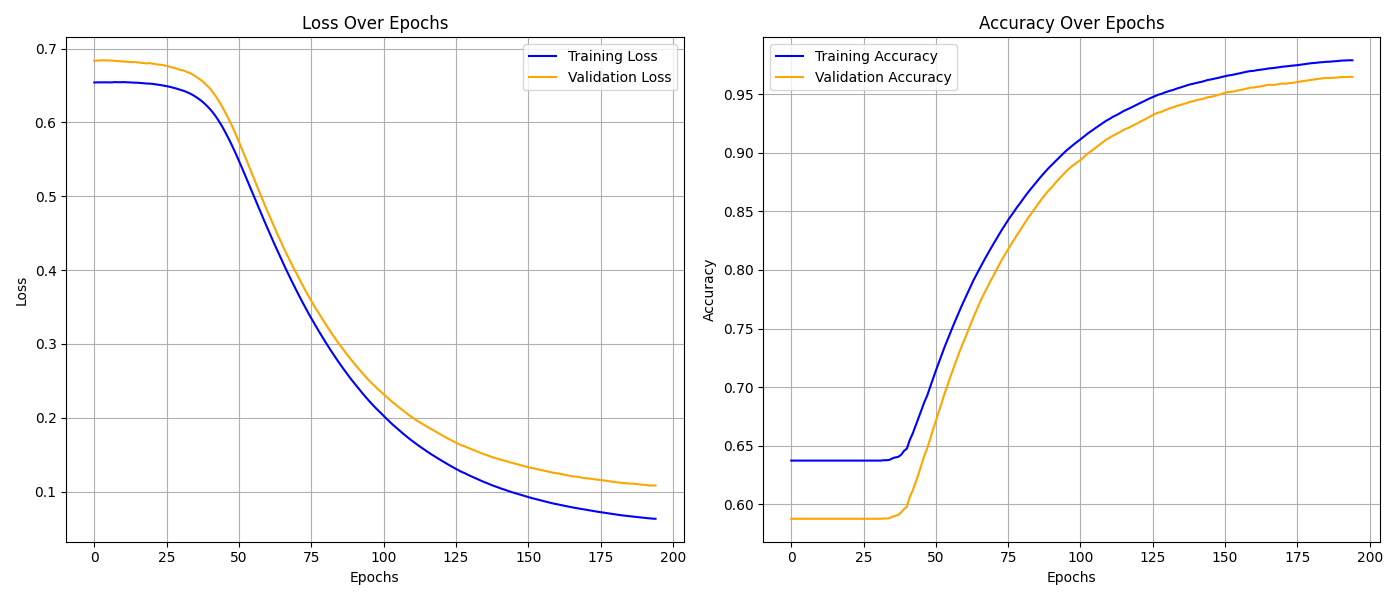 Loss Over Epochs
Training Loss
Validation Loss
0.7
0.6
0.5
0.4
0.3
0.2
0.1
Loss
0 25 50 75 100 125 150 175 200
Epochs
Accuracy Over Epochs
Training Accuracy
Validation Accuracy
0.95
0.90
0.85
0.80
0.75
0.70
0.65
0.60
Accuracy
0 25 50 75 100 125 150 175 200
Epochs